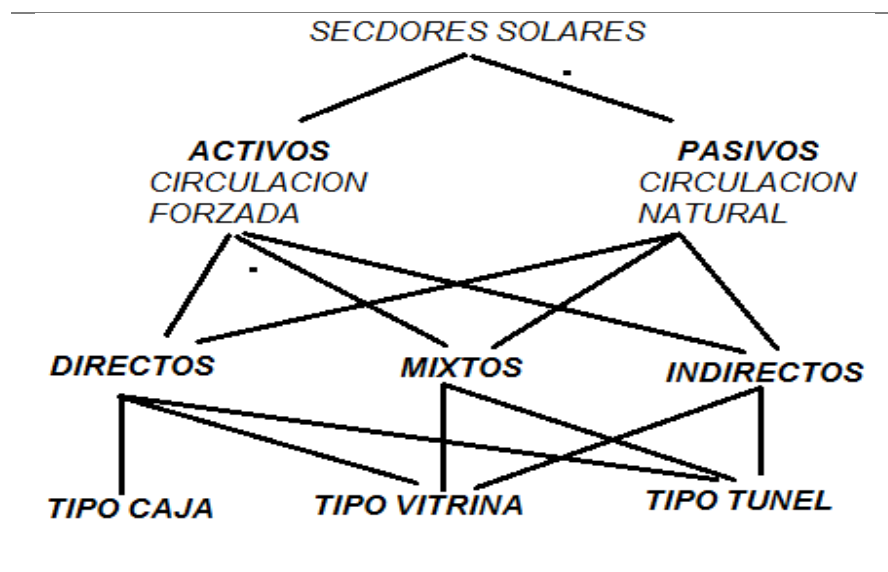 SECDORES SOLARES
ACTIVOS
CIRCULACION
FORZADA
PASIVOS
CIRCULACION
NATURAL
DIRECTOS
MIXTOS
INDIRECTOS
TIPO CAJA
TIPO VITRINA
TIPO TUNEL